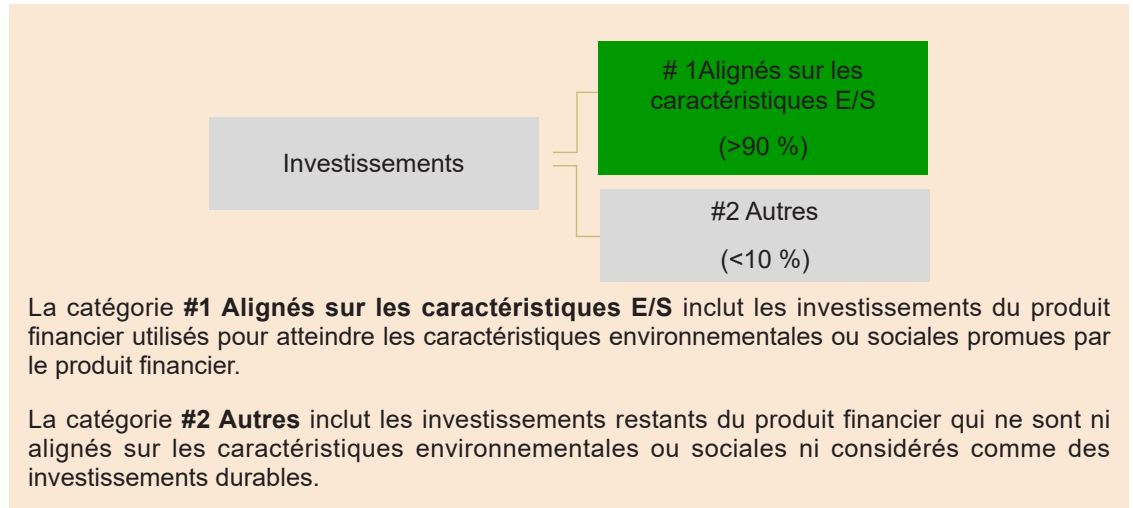 # 1Alignés sur les
caractéristiques E/S
(>90 %)
Investissements
#2 Autres
(<10 %)
La catégorie #1 Alignés sur les caractéristiques E/S inclut les investissements du produit
financier utilisés pour atteindre les caractéristiques environnementales ou sociales promues par
le produit financier.
La catégorie #2 Autres inclut les investissements restants du produit financier qui ne sont ni
alignés sur les caractéristiques environnementales ou sociales ni considérés comme des
investissements durables.